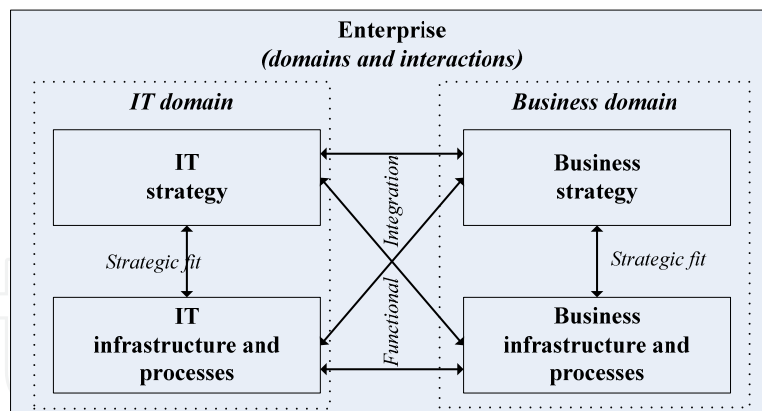 Enterprise
(domains and interactions)
IT domain
Business domain
IT
strategy
Business
strategy
Functional Integration
Strategic fit
Strategic fit
IT
infrastructure and
processes
Business
infrastructure and
processes